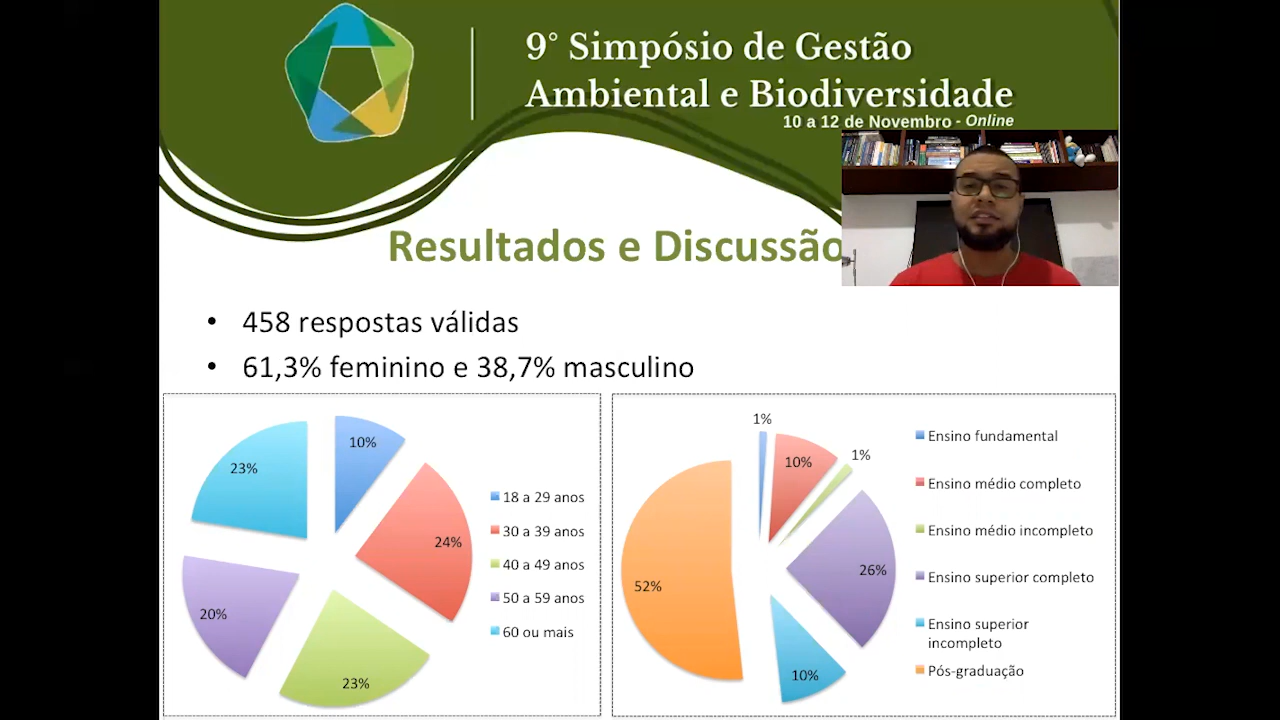 9° Simpósio de Gestão
Ambiental e Biodiversidade
10 a 12 de Novembro - Online
Resultados e Discussão
• 458 respostas válidas
• 61,3% feminino e 38,7% masculino
10%
24%
23%
20%
23%
18 a 29 anos
30 a 39 anos
40 a 49 anos
50 a 59 anos
60 ou mais
1%
10%
1%
26%
10%
52%
Ensino fundamental
Ensino médio completo
Ensino médio incompleto
Ensino superior completo
Ensino superior
incompleto
Pós-graduação